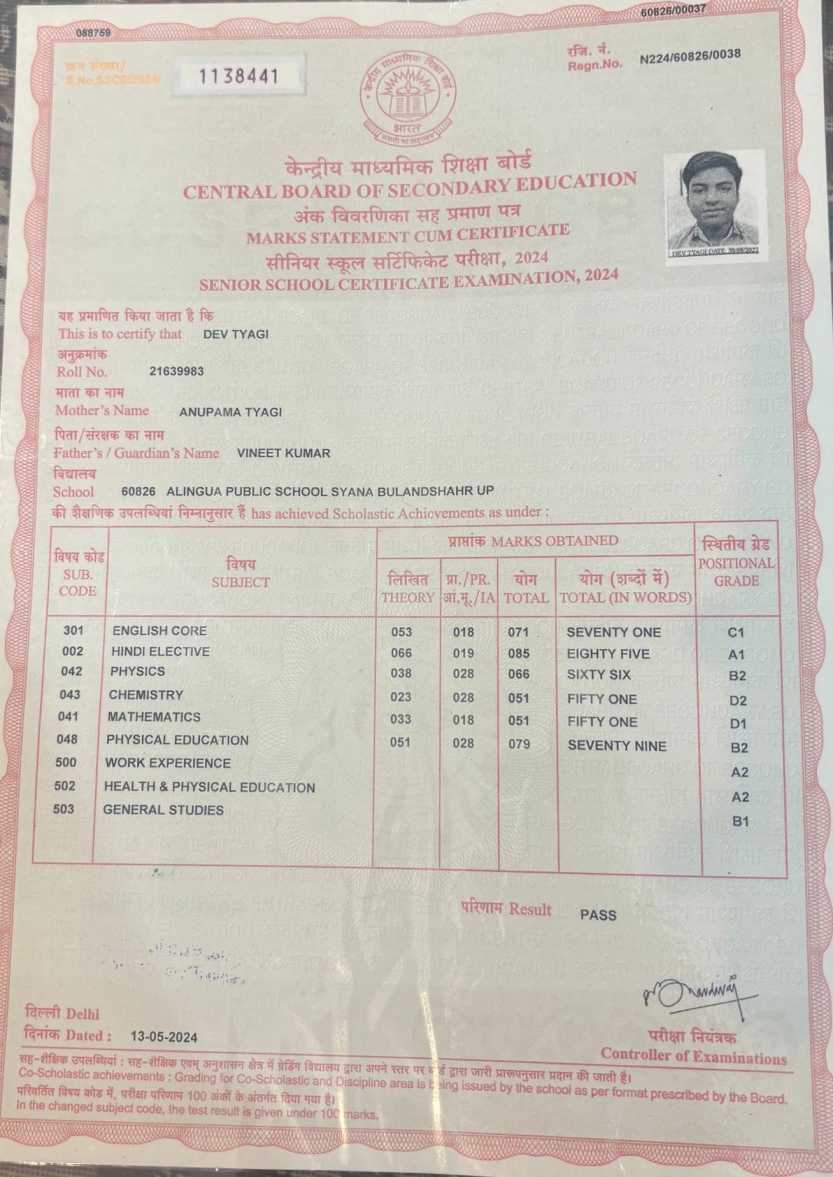 60826/00037
088759
1138441
रजि. नं.
Regn.No. N224/60826/0038
भारत
केन्द्रीय माध्यमिक शिक्षा बोर्ड
CENTRAL BOARD OF SECONDARY EDUCATION
अंक विवरणिका सह प्रमाण पत्र
MARKS STATEMENT CUM CERTIFICATE
सीनियर स्कूल सर्टिफिकेट परीक्षा, 2024
SENIOR SCHOOL CERTIFICATE EXAMINATION, 2024
यह प्रमाणित किया जाता है कि
This is to certify that DEV TYAGI
अनुक्रमांक
Roll No. 21639983
माता का नाम
Mother's Name ANUPAMA TYAGI
पिता/संरक्षक का नाम
Father's / Guardian's Name VINEET KUMAR
विद्यालय
School 60826 ALINGUA PUBLIC SCHOOL SYANA BULANDSHAHR UP
की शैक्षणिक उपलब्धियां निम्नानुसार हैं has achieved Scholastic Achievements as under :
विषय कोड SUB. CODE
विषय SUBJECT
प्राप्तांक MARKS OBTAINED
लिखित THEORY
प्रा./PR. आं.मू./IA
योग TOTAL
योग (शब्दों में) TOTAL (IN WORDS)
स्थितीय ग्रेड POSITIONAL GRADE
301 ENGLISH CORE 053 018 071 SEVENTY ONE C1
002 HINDI ELECTIVE 066 019 085 EIGHTY FIVE A1
042 PHYSICS 038 028 066 SIXTY SIX B2
043 CHEMISTRY 023 028 051 FIFTY ONE D2
041 MATHEMATICS 033 018 051 FIFTY ONE D1
048 PHYSICAL EDUCATION 051 028 079 SEVENTY NINE B2
500 WORK EXPERIENCE A2
502 HEALTH & PHYSICAL EDUCATION A2
503 GENERAL STUDIES B1
परिणाम Result PASS
दिल्ली Delhi
दिनांक Dated : 13-05-2024
परीक्षा नियंत्रक
Controller of Examinations
सह-शैक्षिक उपलब्धियां : सह-शैक्षिक एवम् अनुशासन क्षेत्र में ग्रेडिंग विद्यालय द्वारा अपने स्तर पर द्वारा जारी प्रारूपनुसार प्रदान की जाती है।
Co-Scholastic achievements : Grading for Co-Scholastic and Discipline area is being issued by the school as per format prescribed by the Board.
परिवर्तित विषय कोड में, परीक्षा परिणाम 100 अंकों के अंतर्गत दिया गया है।
In the changed subject code, the test result is given under 100 marks.